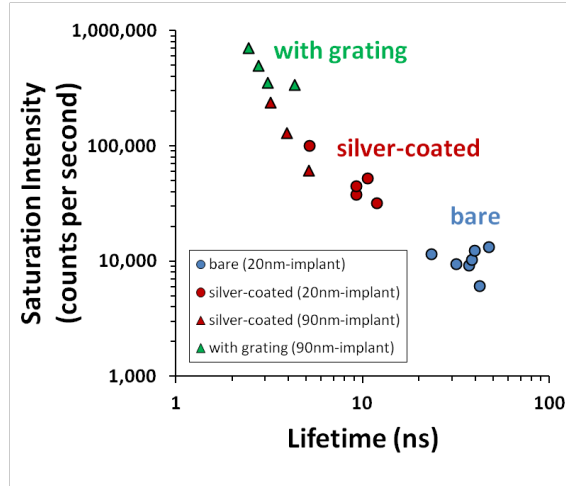 1,000,000
with grating
Saturation Intensity
(counts per second)
100,000
silver-coated
bare
10,000
bare (20nm-implant)
silver-coated (20nm-implant)
silver-coated (90nm-implant)
with grating (90nm-implant)
1,000
1 10 100
Lifetime (ns)